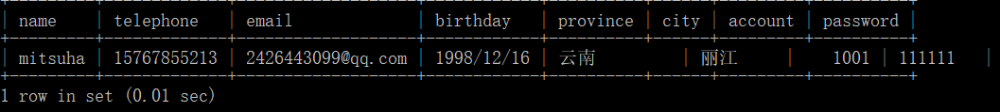 | name | telephone | email | birthday | province | city | account | password |
| mitsuha | 15767855213 | 2426443099@qq.com | 1998/12/16 | 云南 | 丽江 | 1001 | 111111 |
1 row in set (0.01 sec)